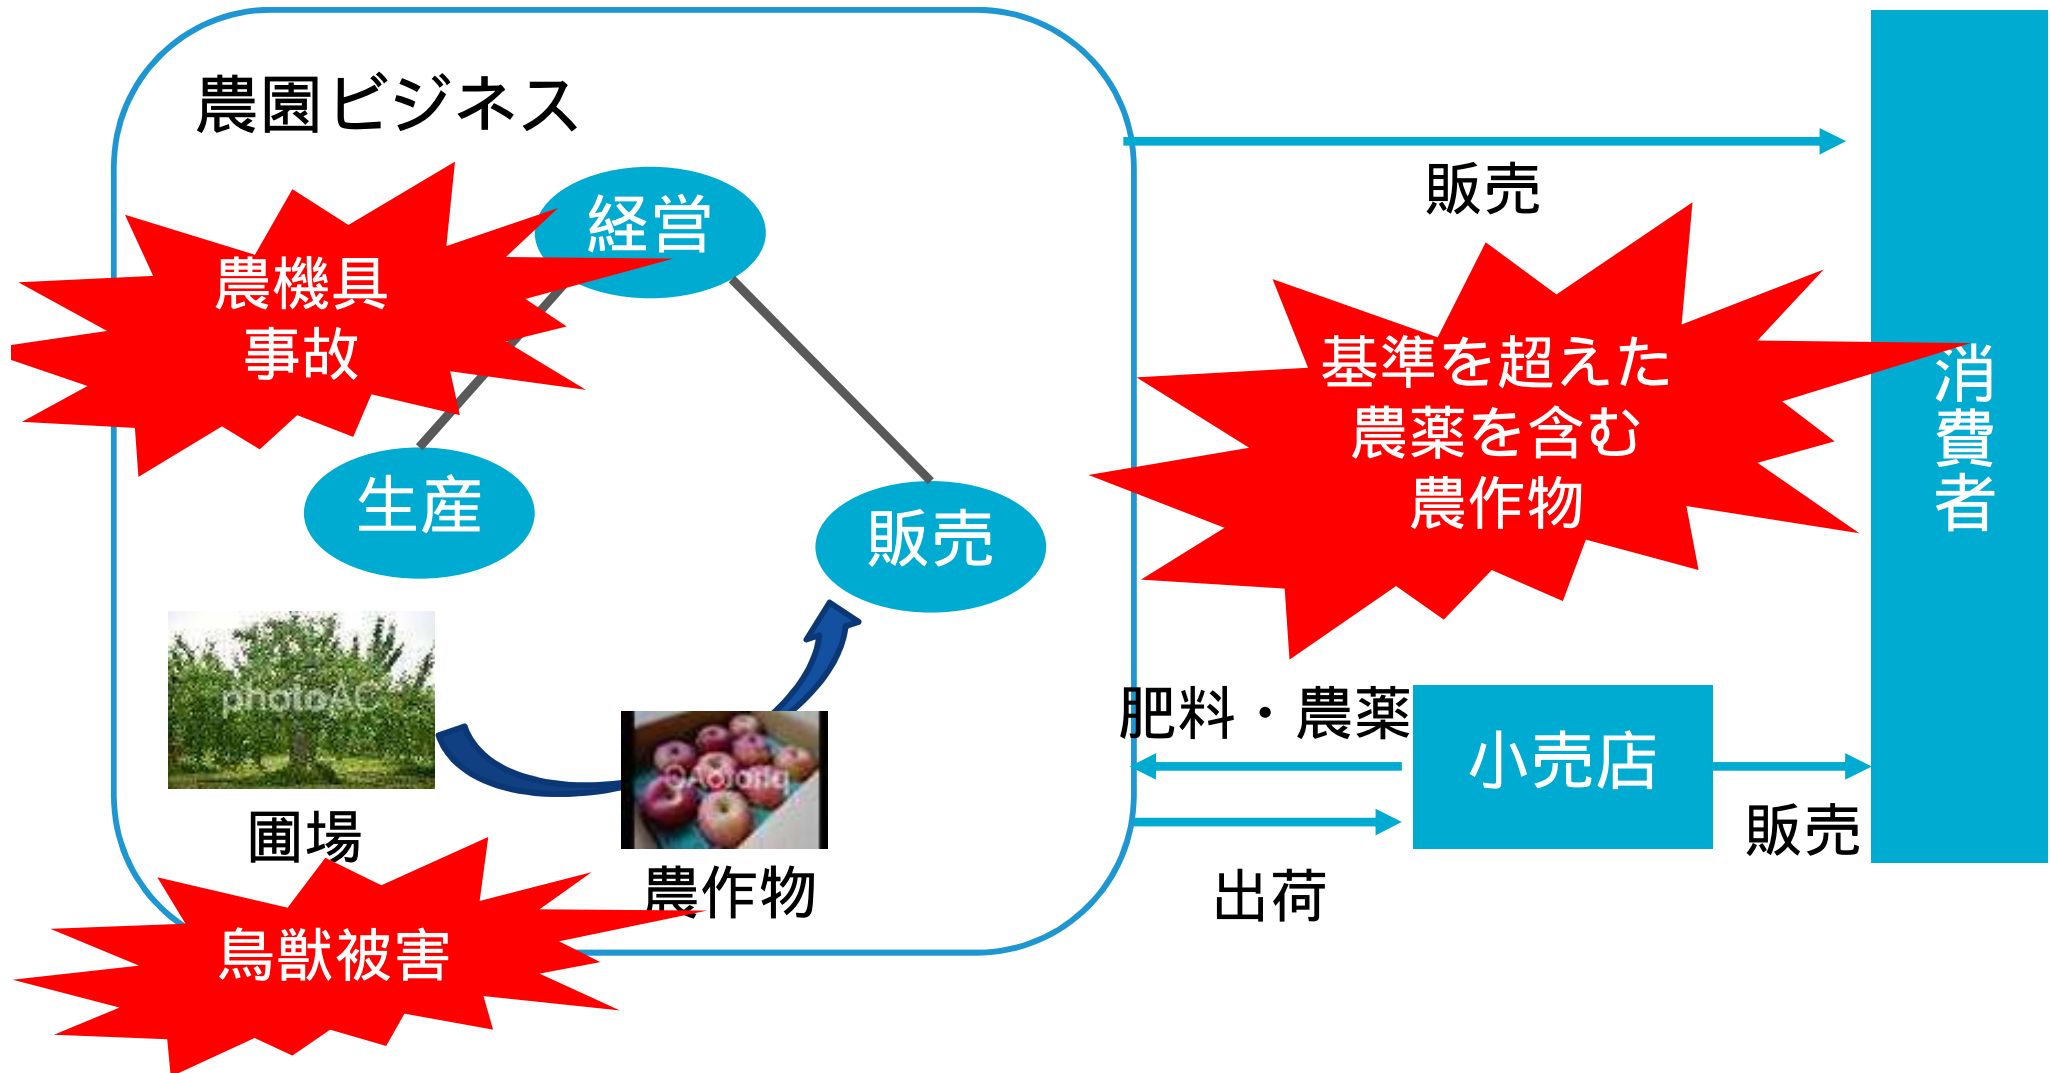 農園ビジネス
経営
販売
農機具
事故
基準を超えた
農薬を含む
農作物
消費者
生産
販売
photoAC
肥料・農薬
小売店
圃場
販売
農作物
出荷
鳥獣被害